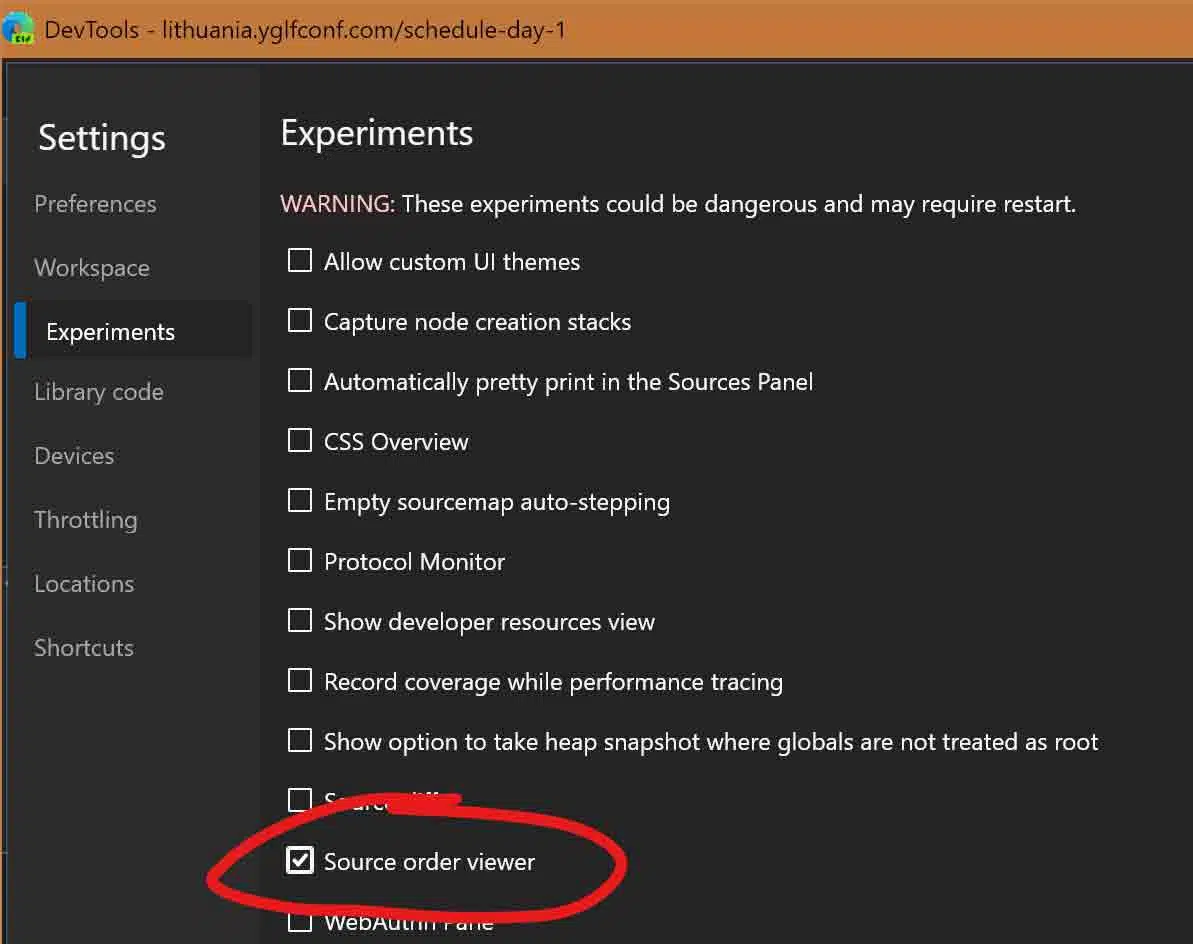 DevTools - lithuania.yglfconf.com/schedule-day-1
Settings
Preferences
Workspace
Experiments
Library code
Devices
Throttling
Locations
Shortcuts
Experiments
WARNING: These experiments could be dangerous and may require restart.
Allow custom UI themes
Capture node creation stacks
Automatically pretty print in the Sources Panel
CSS Overview
Empty sourcemap auto-stepping
Protocol Monitor
Show developer resources view
Record coverage while performance tracing
Show option to take heap snapshot where globals are not treated as root
Source diff
Source order viewer
WebAuthn Pane